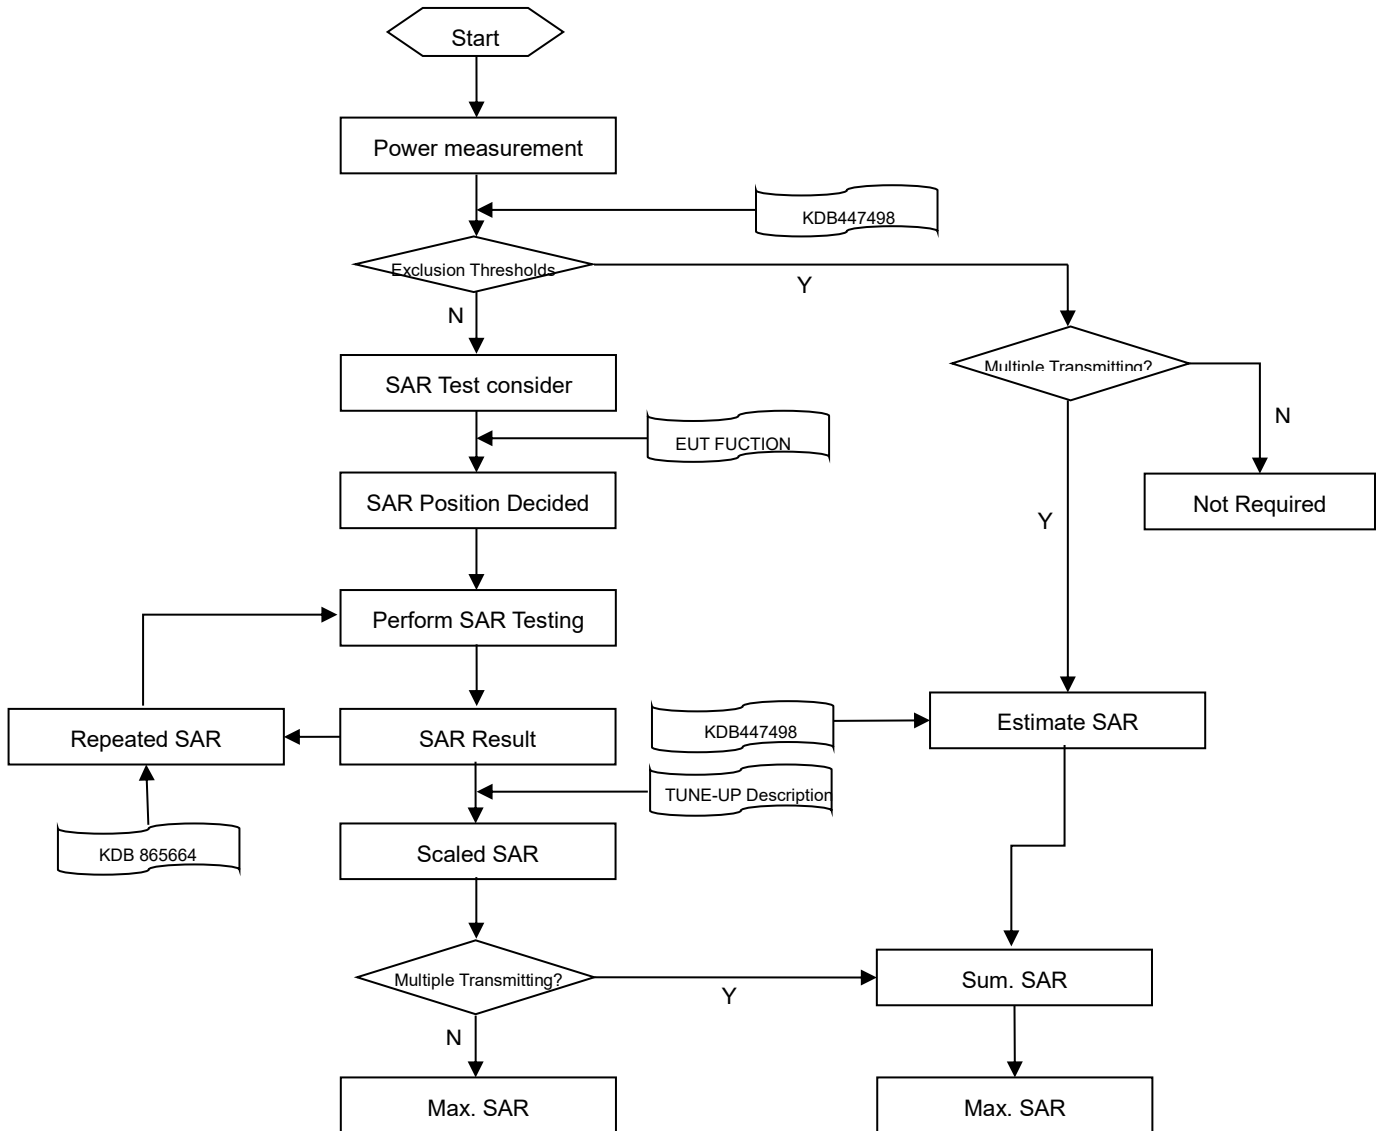 Start
Power measurement
KDB447498
Exclusion Thresholds
Y
N
Multiple Transmitting?
SAR Test consider
N
EUT FUCTION
SAR Position Decided
Not Required
Y
Perform SAR Testing
Repeated SAR
SAR Result
KDB447498
Estimate SAR
TUNE-UP Description
KDB 865664
Scaled SAR
Multiple Transmitting?
Y
Sum. SAR
N
Max. SAR
Max. SAR